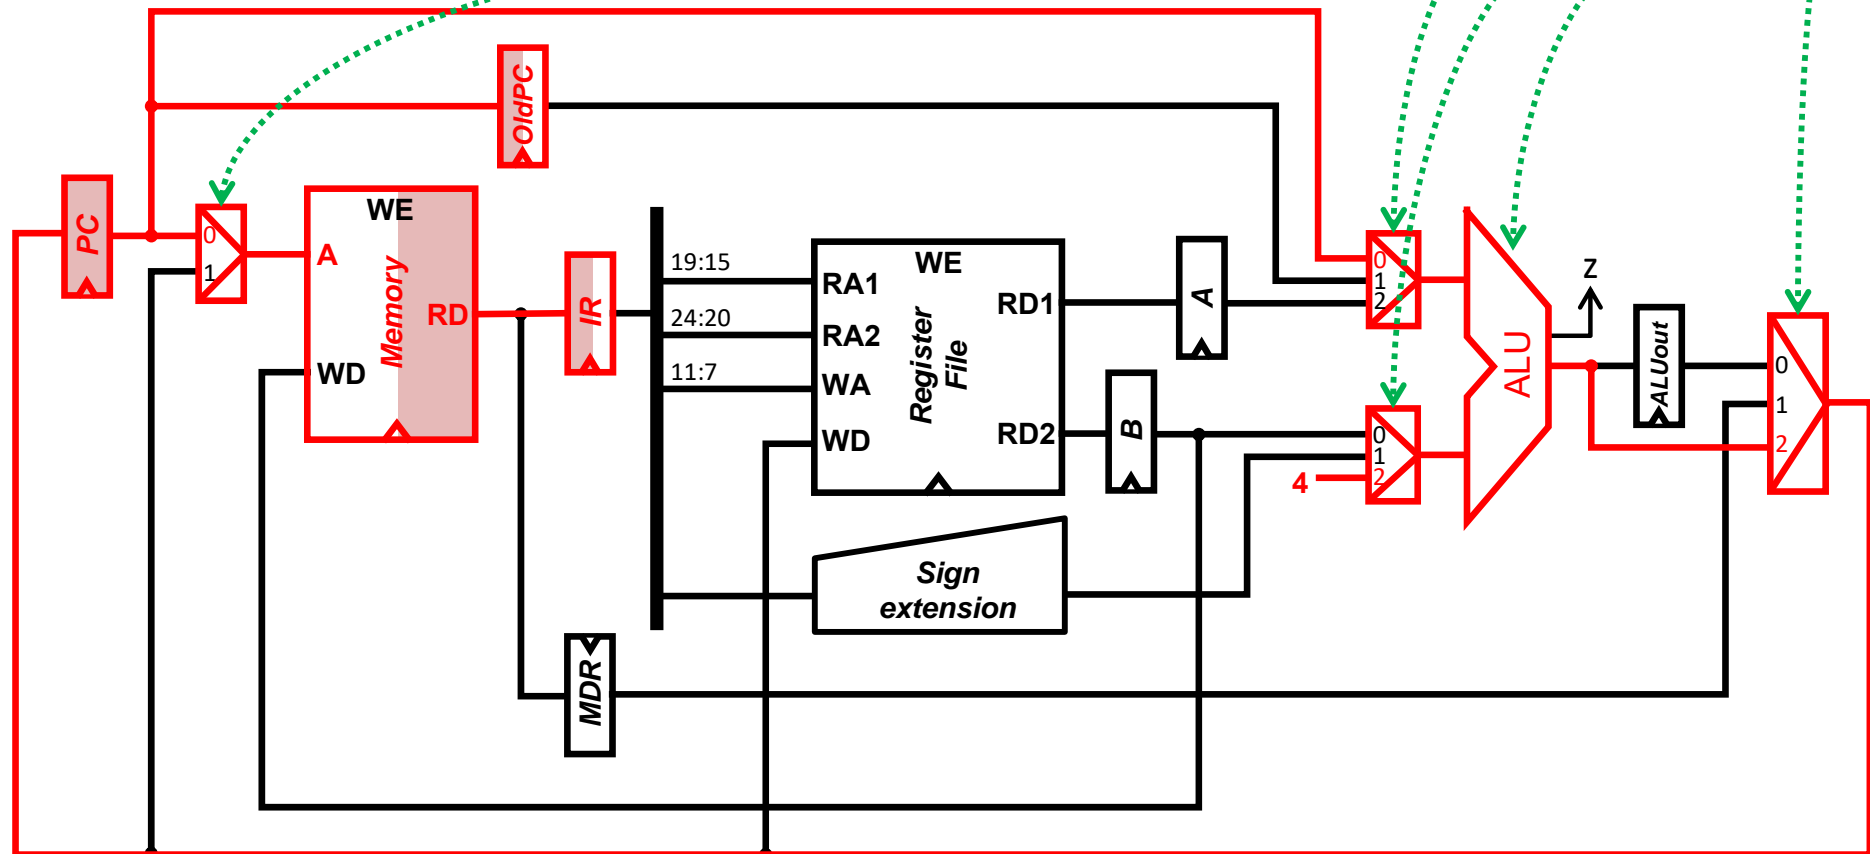 OldPC
PC
0
1
WE
A
Memory
RD
WD
IR
19:15
24:20
11:7
RA1
RA2
WA
WD
WE
Register
File
RD1
RD2
A
B
Sign
extension
MDR
4
0
1
2
0
1
2
ALU
Z
ALUout
0
1
2